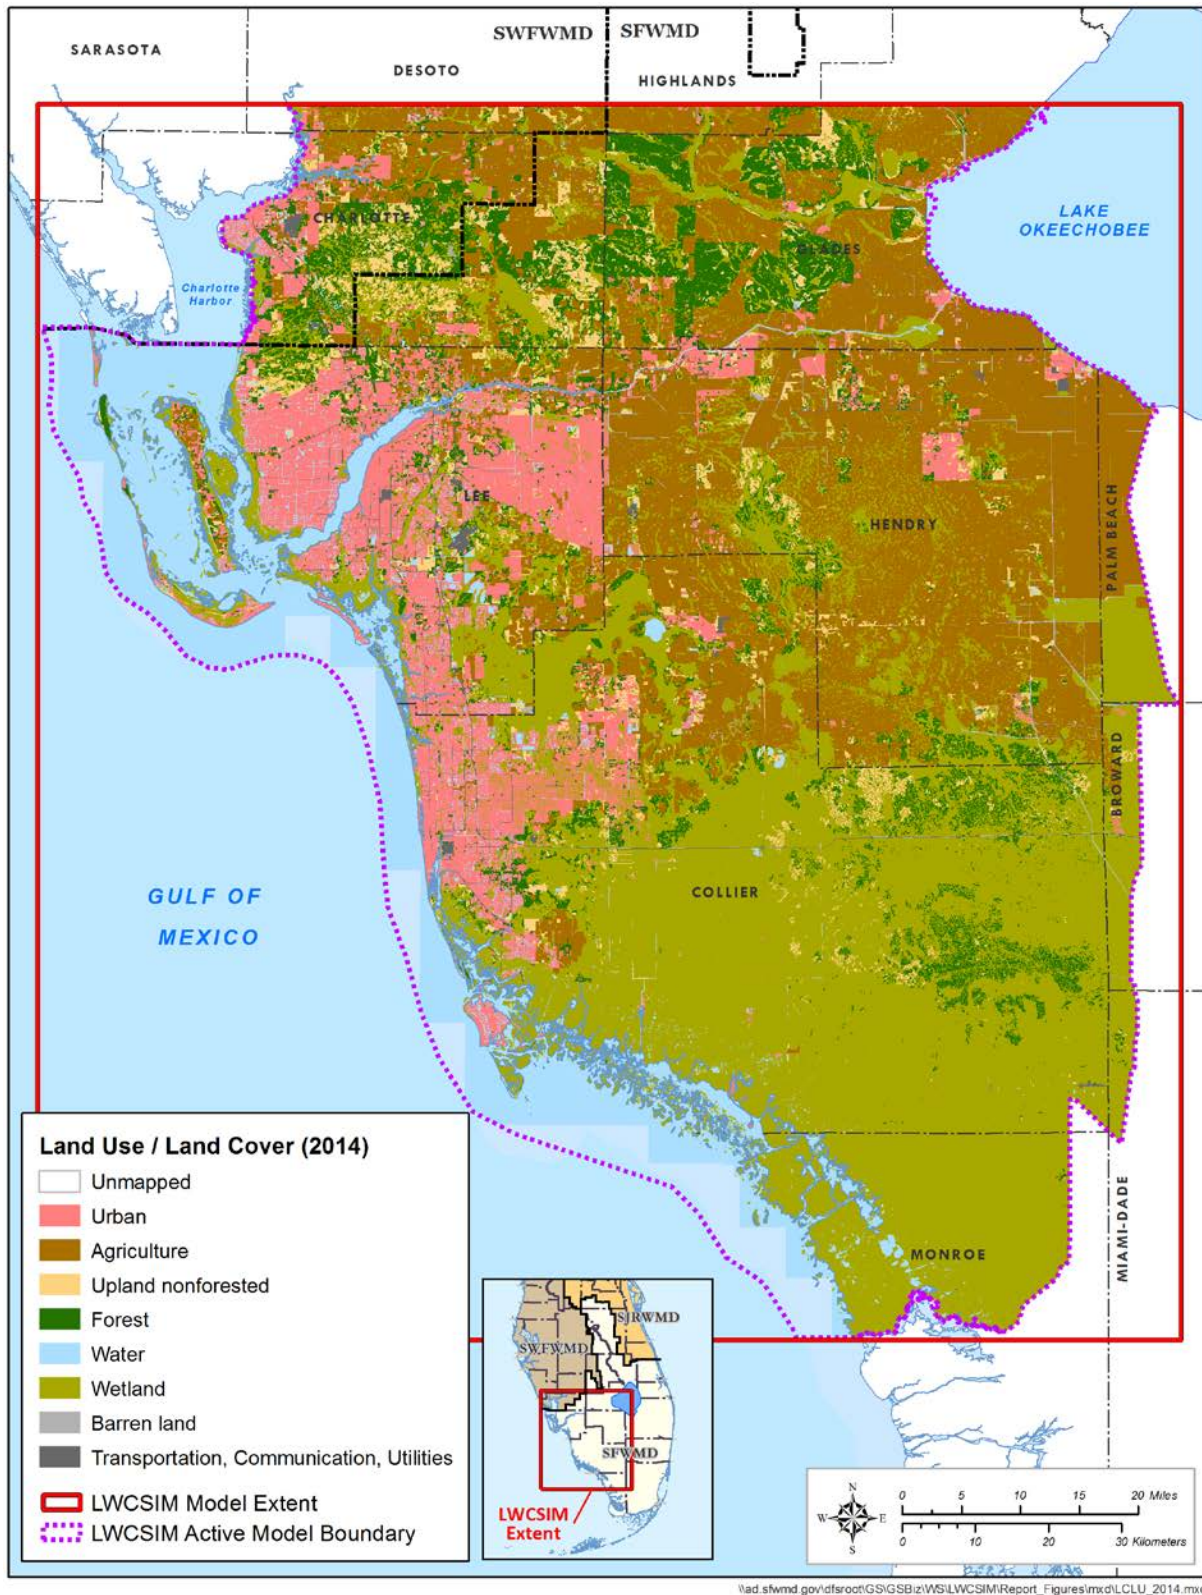 SWFWMD
SFWMD
SARASOTA
DESOTO
HIGHLANDS
CHARLOTTE
LAKE
OKEECHOBEE
GLADES
Charlotte
Harbor
LEE
HENDRY
PALM BEACH
BROWARD
COLLIER
GULF OF
MEXICO
MIAMI-DADE
MONROE
Land Use / Land Cover (2014)
Unmapped
Urban
Agriculture
Upland nonforested
Forest
Water
Wetland
Barren land
Transportation, Communication, Utilities
LWCSIM Model Extent
LWCSIM Active Model Boundary
SJRWMD
SWFWMD
SFWMD
LWCSIM
Extent
N
W
E
S
0 5 10 15 20 Miles
0 10 20 30 Kilometers
\\ad.sfwmd.gov\dfsroot\GS\GSBiz\WS\LWCSIM\Report_Figures\mxd\LCLU_2014.mxd